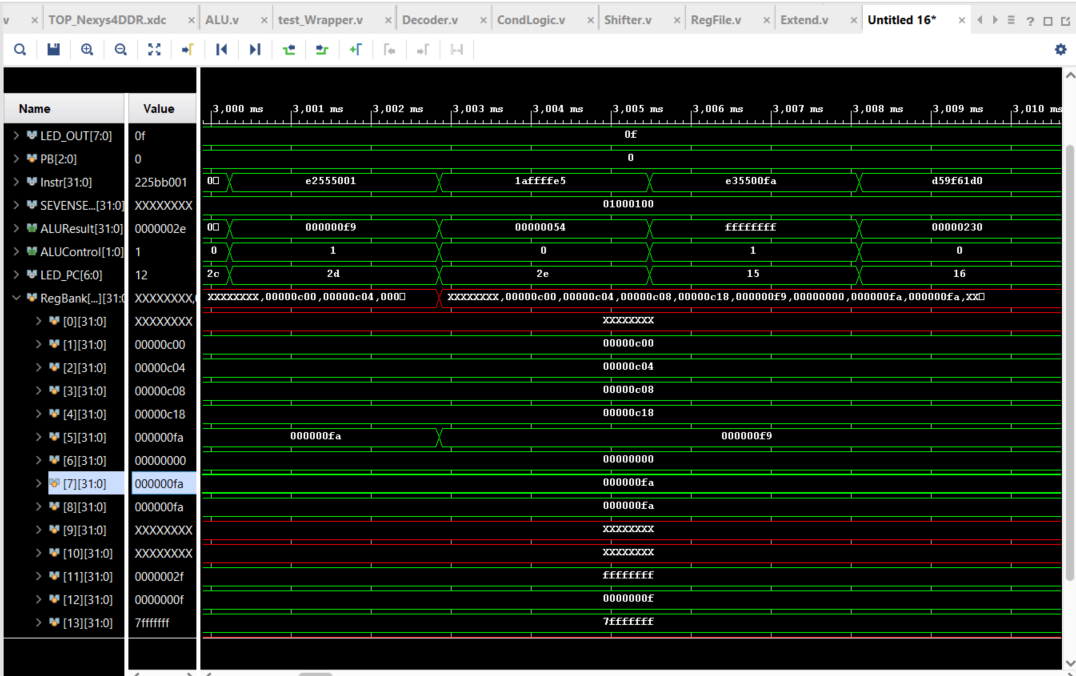 v TOP_Nexys4DDR.xdc ALU.v test_Wrapper.v Decoder.v CondLogic.v Shifter.v RegFile.v Extend.v Untitled 16*
Name Value 3,000 ms 3,001 ms 3,002 ms 3,003 ms 3,004 ms 3,005 ms 3,006 ms 3,007 ms 3,008 ms 3,009 ms 3,010 ms
LED_OUT[7:0] 0f 0f
PB[2:0] 0 0
Instr[31:0] 225bb001 0 e2555001 1affffe5 e35500fa d59f61d0
SEVENSE...[31:0] XXXXXXXX 01000100
ALUResult[31:0] 0000002e 0 000000f9 00000054 ffffffff 00000230
ALUControl[1:0] 1 0 1 0 1 0
LED_PC[6:0] 12 2c 2d 2e 15 16
RegBank[...][31:0] XXXXXXXX, XXXXXXXX,00000c00,00000c04,000 XXXXXXXX,00000c00,00000c04,00000c08,00000c18,000000f9,00000000,000000fa,000000fa,XX
[0][31:0] XXXXXXXX XXXXXXXX
[1][31:0] 00000c00 00000c00
[2][31:0] 00000c04 00000c04
[3][31:0] 00000c08 00000c08
[4][31:0] 00000c18 00000c18
[5][31:0] 000000fa 000000fa 000000f9
[6][31:0] 00000000 00000000
[7][31:0] 000000fa 000000fa
[8][31:0] 000000fa 000000fa
[9][31:0] XXXXXXXX XXXXXXXX
[10][31:0] XXXXXXXX XXXXXXXX
[11][31:0] 0000002f ffffffff
[12][31:0] 0000000f 0000000f
[13][31:0] 7fffffff 7fffffff